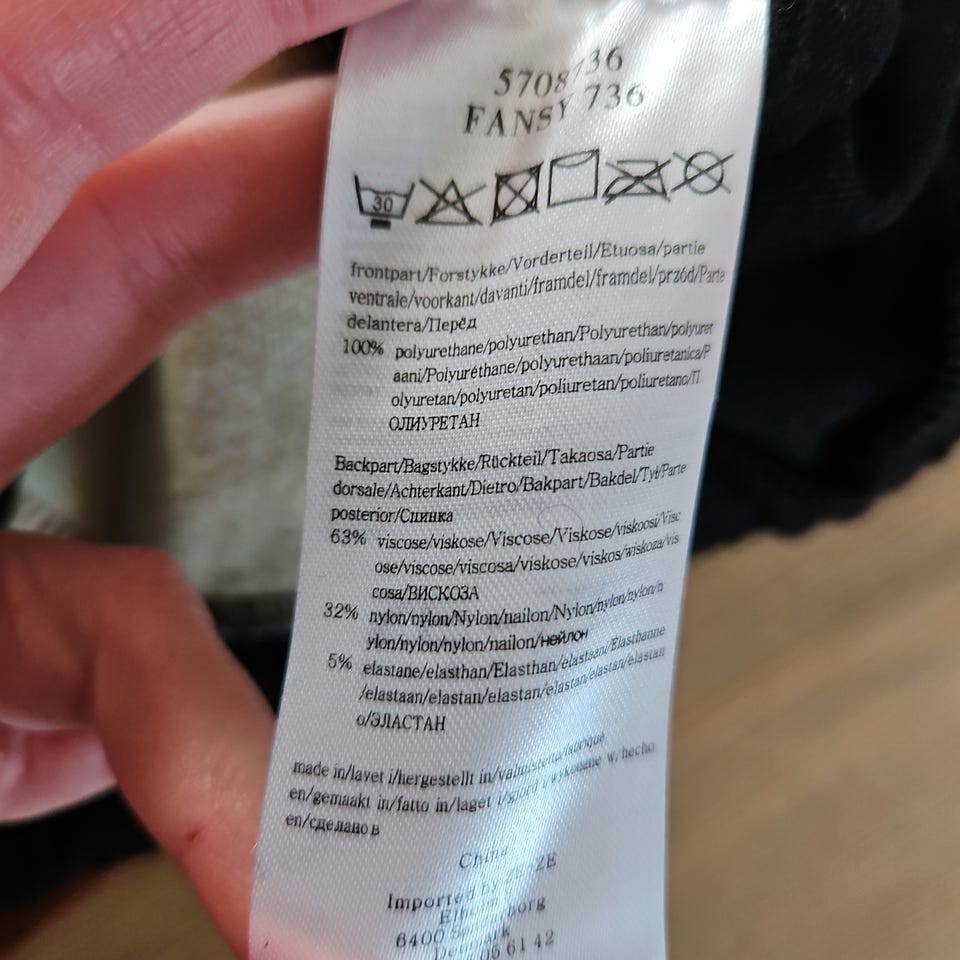 5708736
FANSY 736
30
frontpart/Forstykke/Vorderteil/Etuosa/partie
ventrale/voorkant/davanti/framdel/framdel/przód/Parte
delantera/Перёд
100% polyurethane/polyurethan/Polyurethan/polyuret
aani/Polyuréthane/polyurethaan/poliuretanica/P
olyuretan/polyuretan/poliuretan/poliuretano/П
ОЛИУРЕТАН
Backpart/Bagstykke/Rückteil/Takaosa/Partie
dorsale/Achterkant/Dietro/Bakpart/Bakdel/Tył/Parte
posterior/Спинка
63% viscose/viskose/Viscose/Viskose/viskoosi/Visc
ose/viscose/viscosa/viskose/viskos/wiskoza/vis
cosa/ВИСКОЗА
32% nylon/nylon/Nylon/nailon/Nylon/nylon/nylon/n
ylon/nylon/nylon/nailon/нейлон
5% elastane/elasthan/Elasthan/elastaani/Elasthanne
/elastaan/elastan/elastan/elastan/elastan/elastan
o/ЭЛАСТАН
made in/lavet i/hergestellt in/valmistettu/fabriqué
en/gemaakt in/fatto in/laget i/gjord i/wykonane w/hecho
en/сделано в
China
Imported by
6400
06 61 42